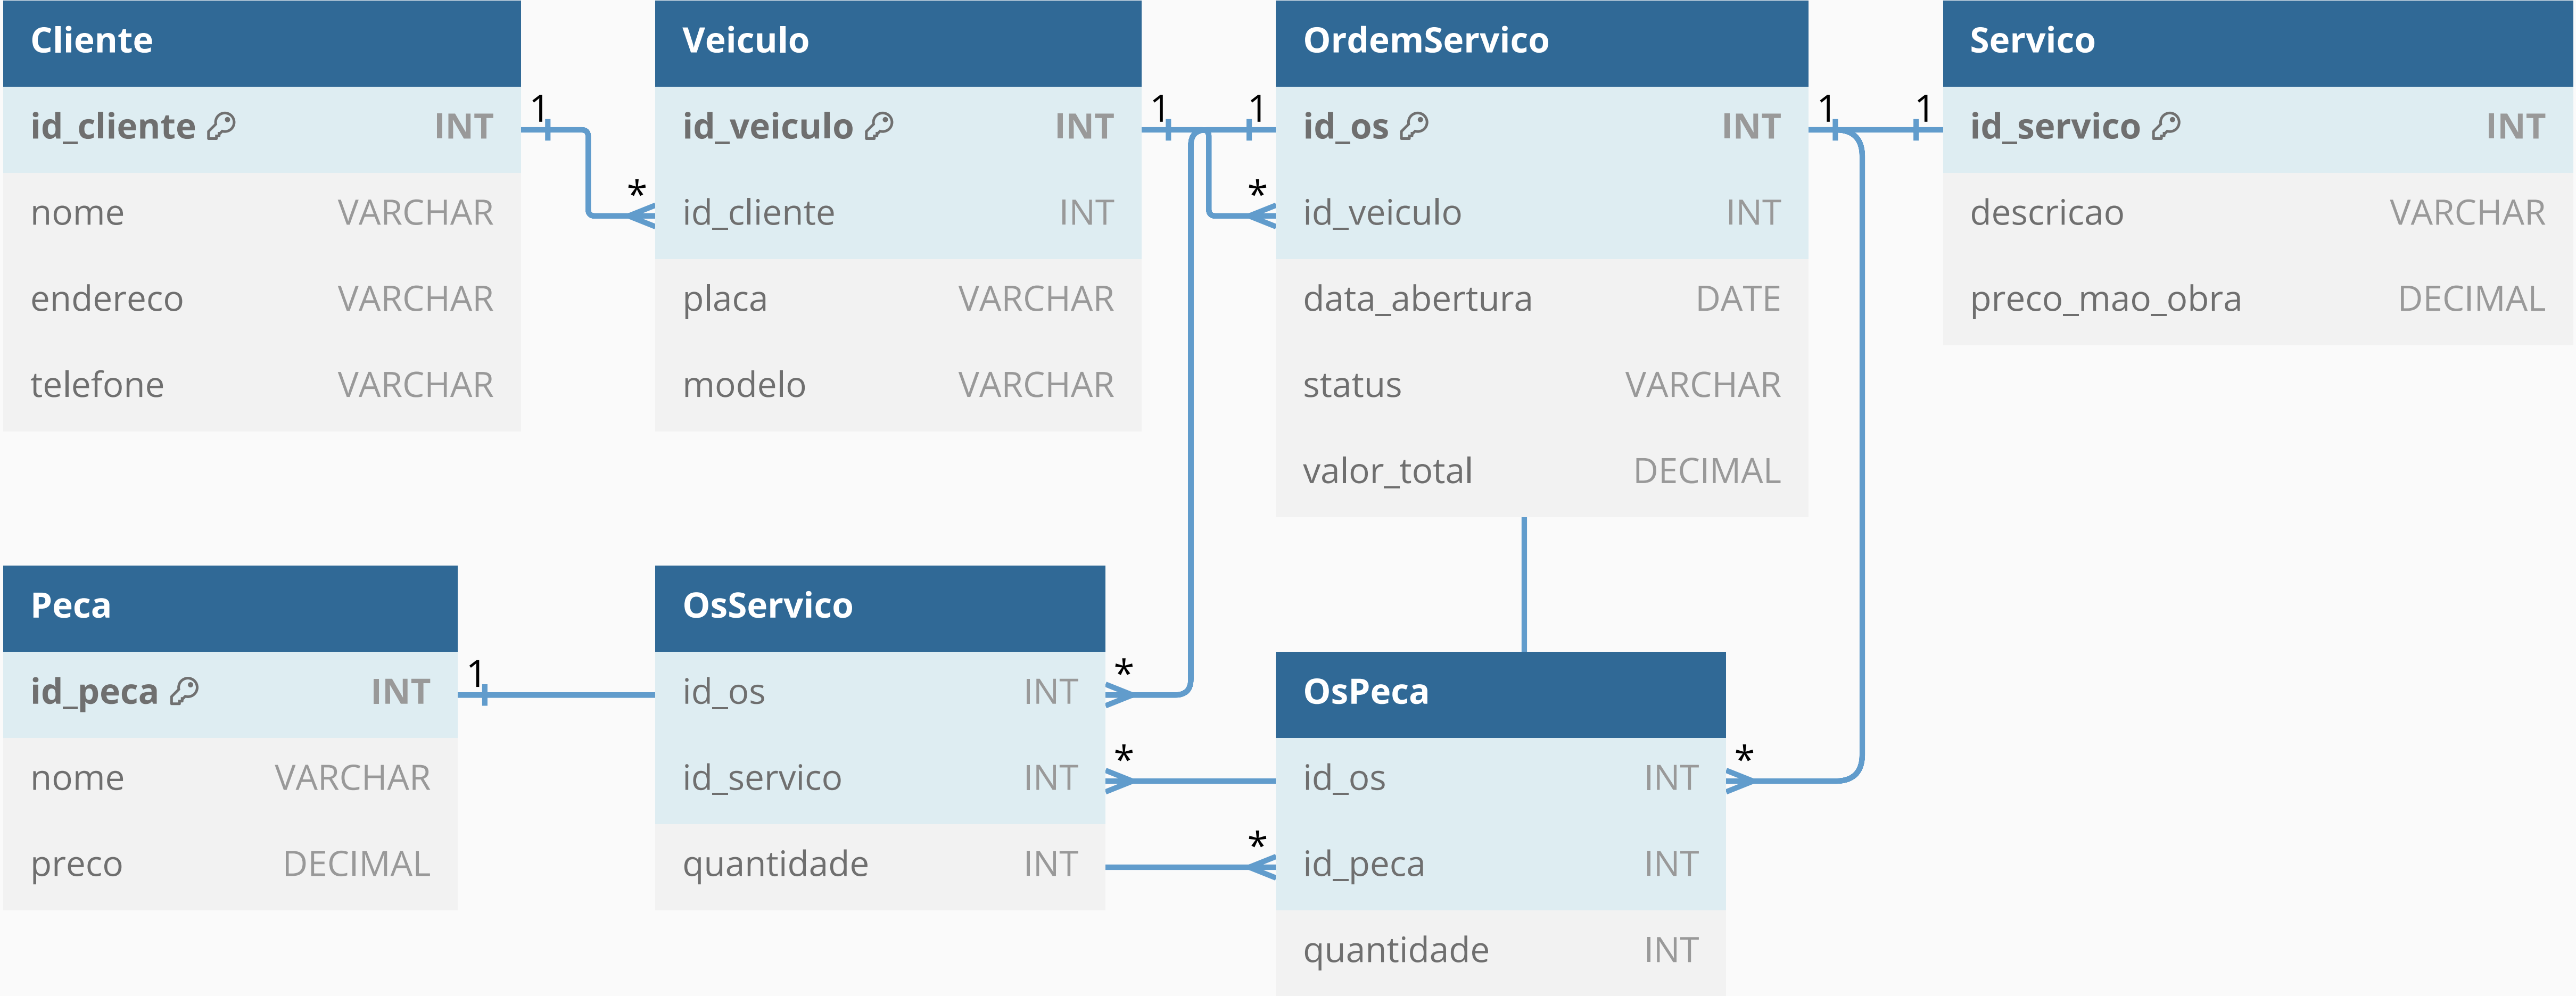 Cliente
id_cliente INT
nome VARCHAR
endereco VARCHAR
telefone VARCHAR
1
*
Veiculo
id_veiculo INT
id_cliente INT
placa VARCHAR
modelo VARCHAR
1
1
*
OrdemServico
id_os INT
id_veiculo INT
data_abertura DATE
status VARCHAR
valor_total DECIMAL
1
1
Servico
id_servico INT
descricao VARCHAR
preco_mao_obra DECIMAL
Peca
id_peca INT
nome VARCHAR
preco DECIMAL
1
OsServico
id_os INT
id_servico INT
quantidade INT
*
*
*
OsPeca
id_os INT
id_peca INT
quantidade INT
*